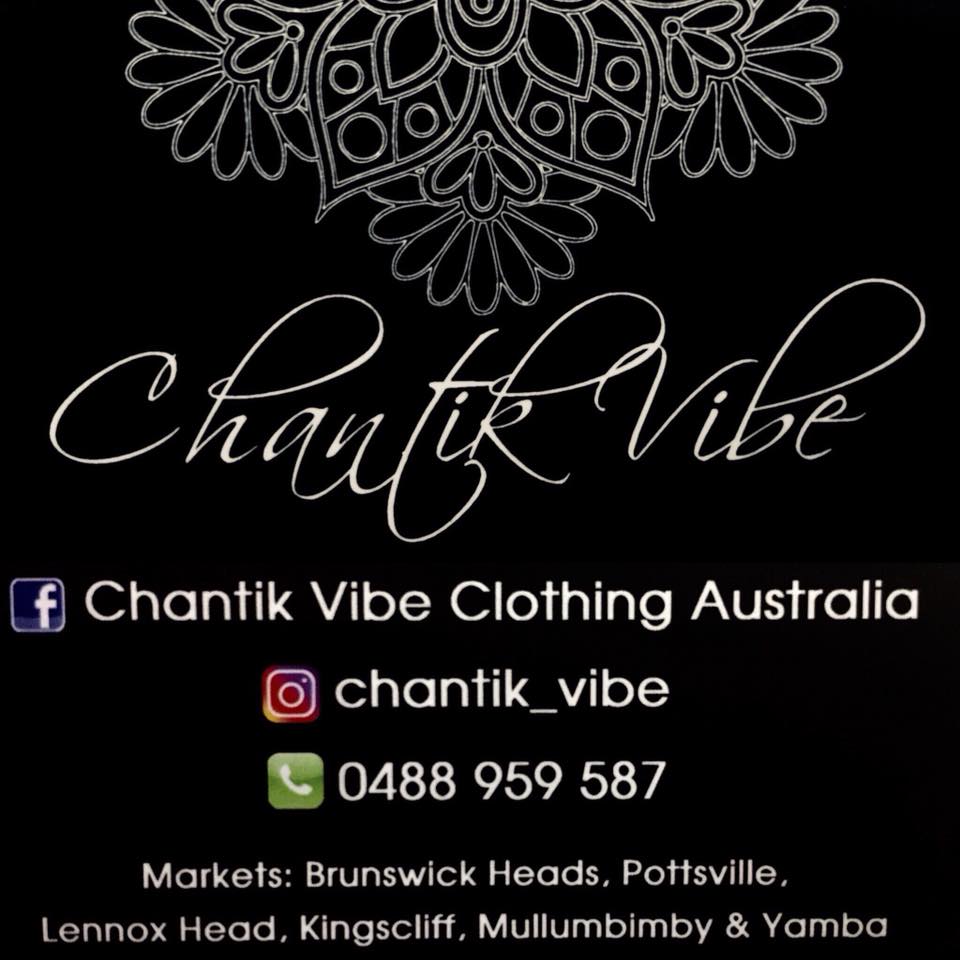 Chantik Vibe
Chantik Vibe Clothing Australia
chantik_vibe
0488 959 587
Markets: Brunswick Heads, Pottsville,
Lennox Head, Kingscliff, Mullumbimby & Yamba